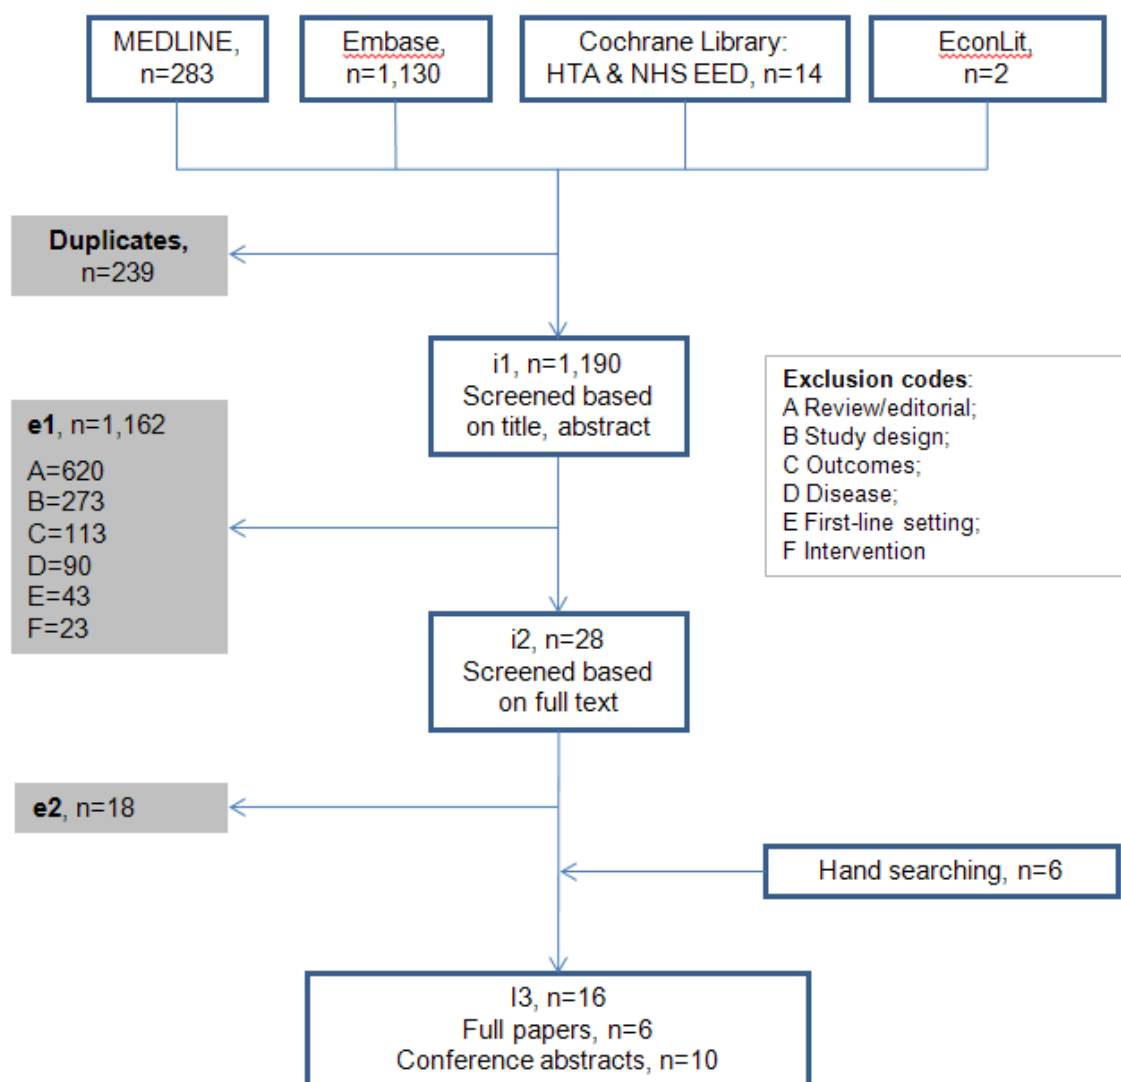 MEDLINE,
n=283
Embase,
n=1,130
Cochrane Library:
HTA & NHS EED, n=14
EconLit,
n=2
Duplicates,
n=239
i1, n=1,190
Screened based
on title, abstract
Exclusion codes:
A Review/editorial;
B Study design;
C Outcomes;
D Disease;
E First-line setting;
F Intervention
e1, n=1,162
A=620
B=273
C=113
D=90
E=43
F=23
i2, n=28
Screened based
on full text
e2, n=18
Hand searching, n=6
I3, n=16
Full papers, n=6
Conference abstracts, n=10